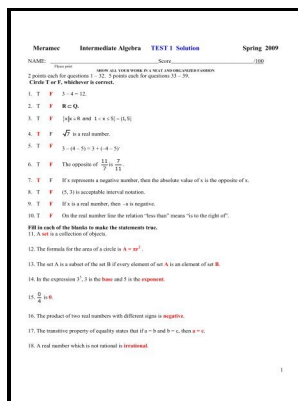 Meramec Intermediate Algebra TEST 1 Solution Spring 2009
NAME: Score /100
Please print
SHOW ALL YOUR WORK IN A NEAT AND ORGANIZED FASHION
2 points each for questions 1 – 32. 5 points each for questions 33 – 59.
Circle T or F, whichever is correct.
1. T F 3 – 4 = 12.
2. T F R ⊂ Q.
3. T F {x|x ∈ R and 1 < x ≤ 5} = (1,5]
4. T F √7 is a real number.
5. T F 3 – (4 – 5) = 3 + (–4 – 5)
6. T F The opposite of 11/7 is 7/11.
7. T F If x represents a negative number, then the absolute value of x is the opposite of x.
8. T F (5, 3) is acceptable interval notation.
9. T F If x is a real number, then –x is negative.
10. T F On the real number line the relation "less than" means "is to the right of".
Fill in each of the blanks to make the statements true.
11. A set is a collection of objects.
12. The formula for the area of a circle is A = πr².
13. The set A is a subset of the set B if every element of set A is an element of set B.
14. In the expression 3⁵, 3 is the base and 5 is the exponent.
15. 0/4 is 0.
16. The product of two real numbers with different signs is negative.
17. The transitive property of equality states that if a = b and b = c, then a = c.
18. A real number which is not rational is irrational.
1